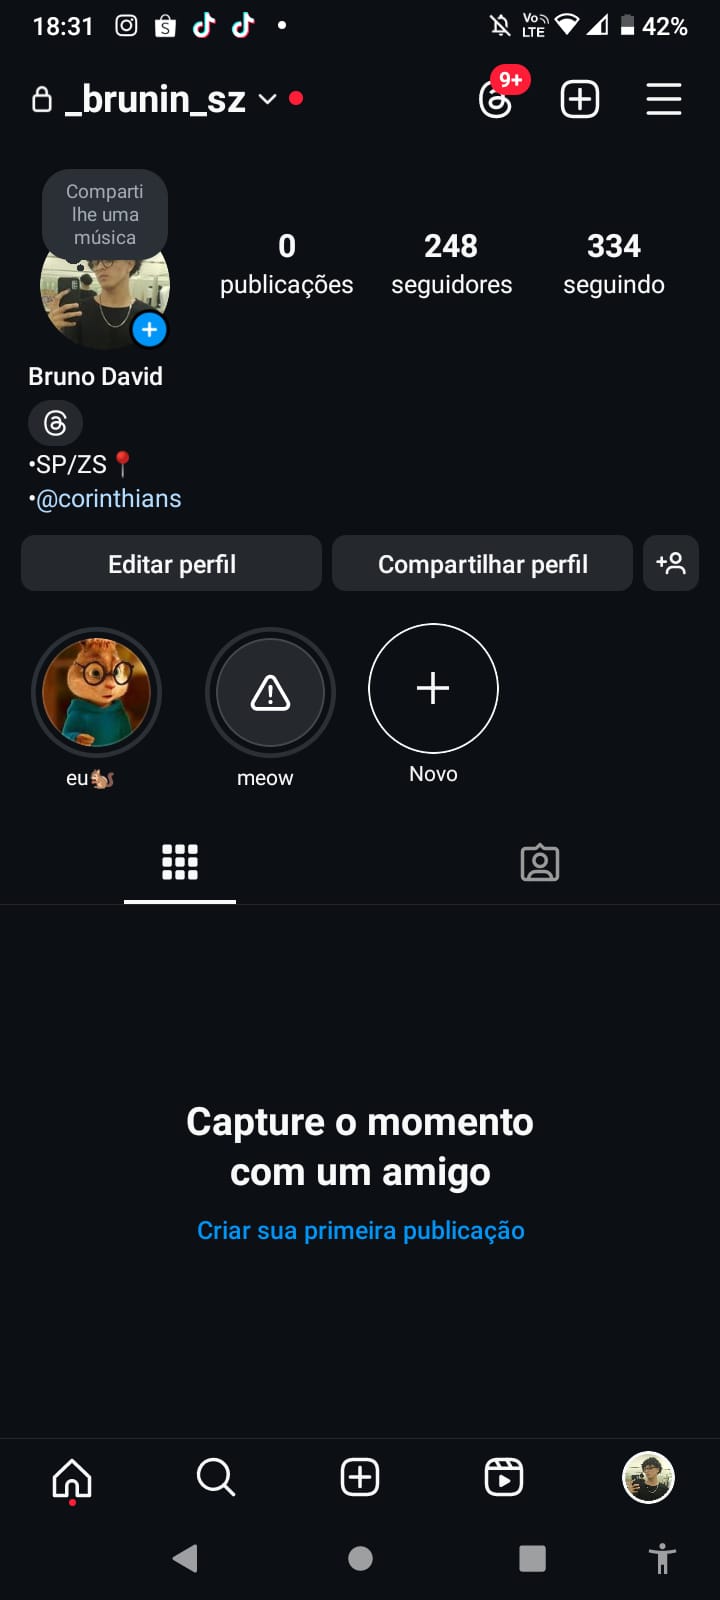 18:31
Vo))
LTE
42%
_brunin_sz
9+
Comparti
lhe uma
música
0
publicações
248
seguidores
334
seguindo
Bruno David
•SP/ZS📍
•@corinthians
Editar perfil
Compartilhar perfil
eu🐿️
meow
Novo
Capture o momento
com um amigo
Criar sua primeira publicação